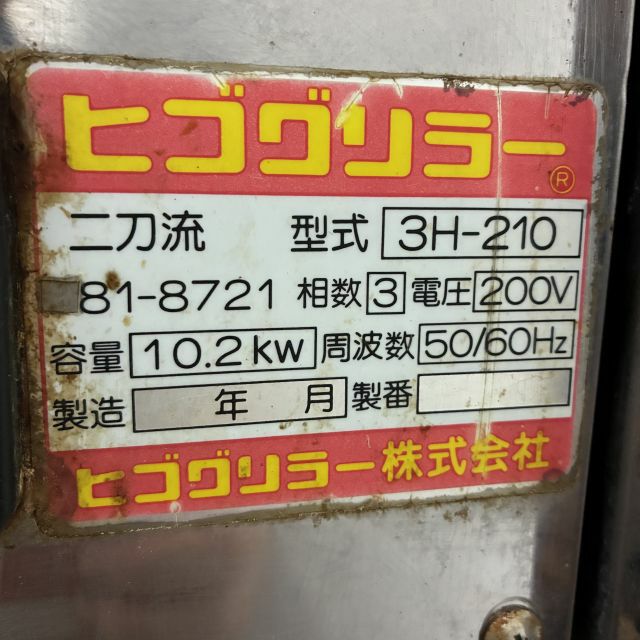 ヒゴグリラー®
二刀流 型式 3H-210
81-8721 相数 3 電圧 200V
容量 10.2KW 周波数 50/60Hz
製造 年 月 製番
ヒゴグリラー株式会社